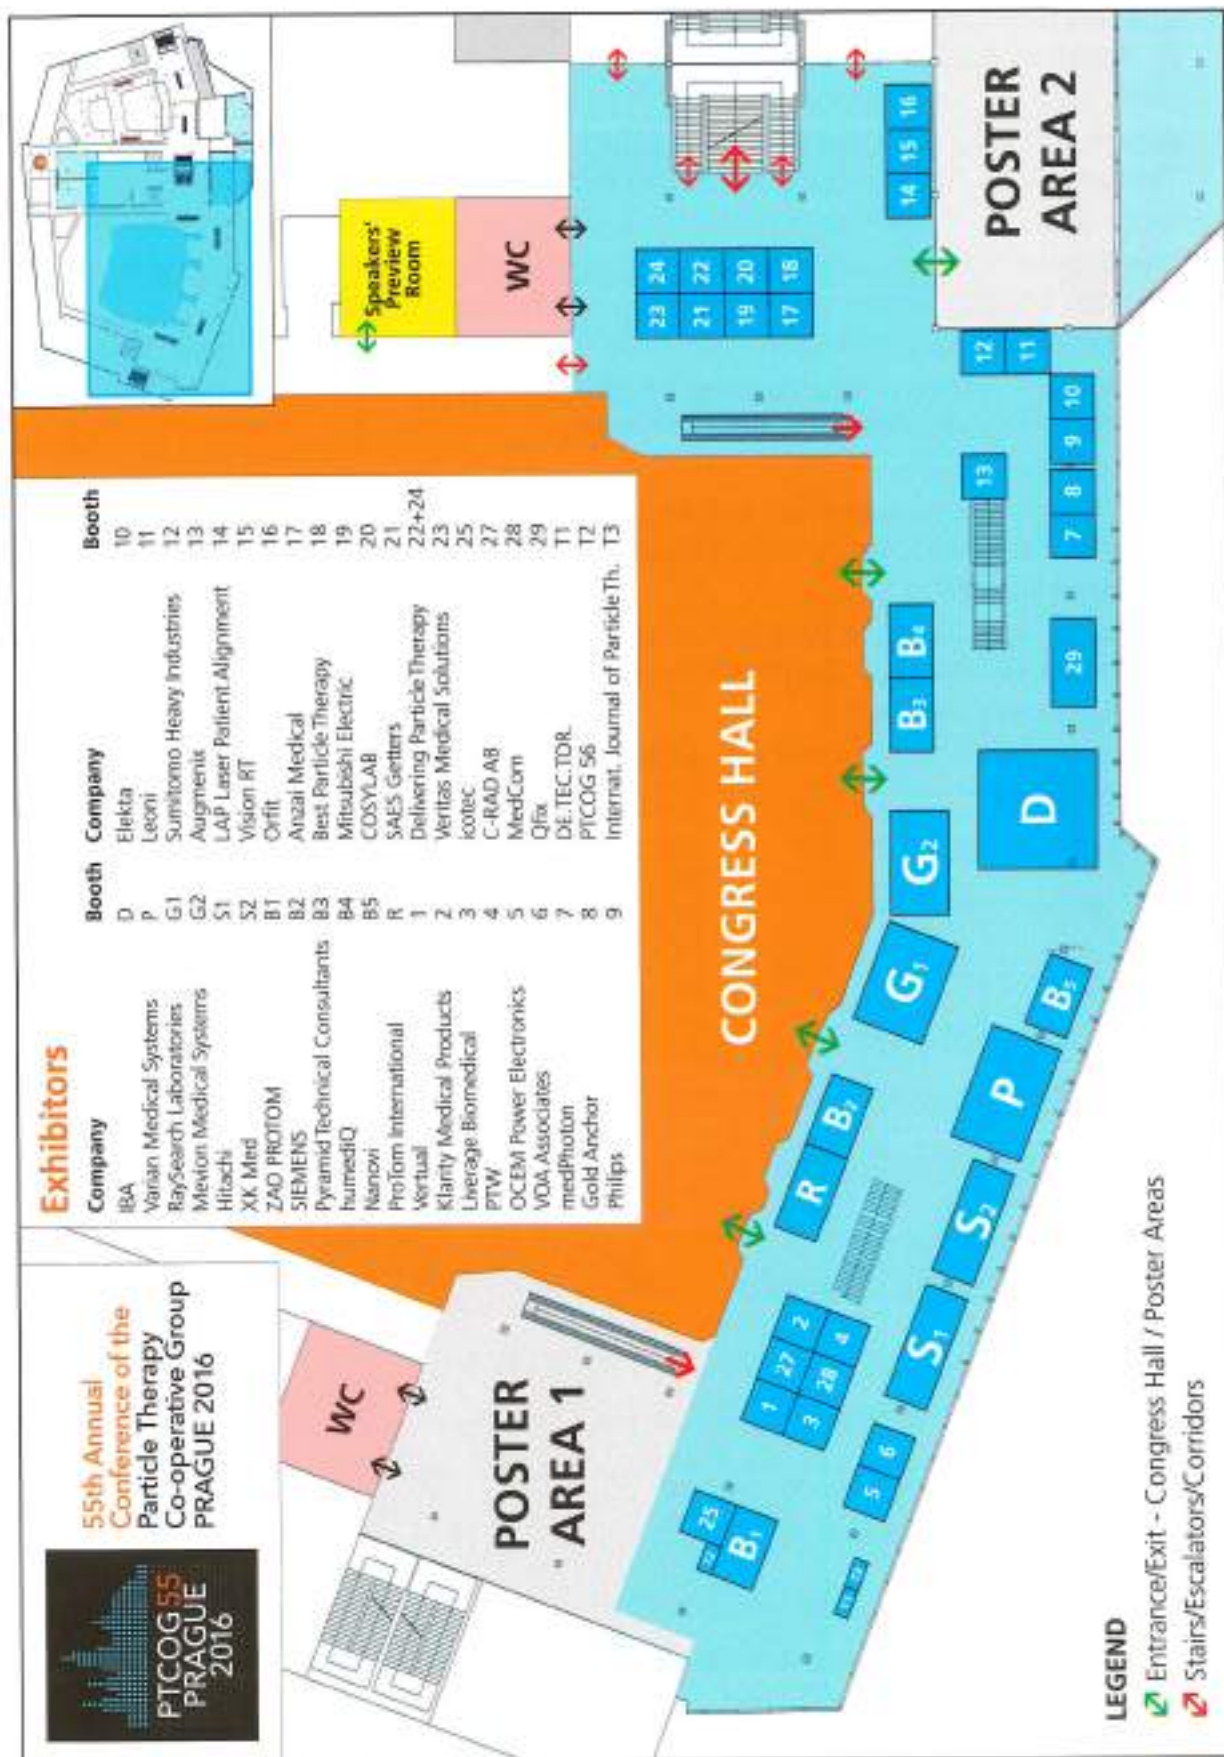 PTCOG55
PRAGUE
2016
55th Annual
Conference of the
Particle Therapy
Co-operative Group
PRAGUE 2016
Exhibitors
Company Booth Company Booth
IBA D Elekta 10
Varian Medical Systems P Leoni 11
RaySearch Laboratories G1 Sumitomo Heavy Industries 12
Mevion Medical Systems G2 Augmenix 13
Hitachi S1 LAP Laser Patient Alignment 14
XK Med S2 Vision RT 15
ZAO PROTOM B1 Orfit 16
SIEMENS B2 Anzai Medical 17
Pyramid Technical Consultants B3 Best Particle Therapy 18
humediQ B4 Mitsubishi Electric 19
Nanovi B5 COSYLAB 20
ProTom International R SAES Getters 21
Vertual 1 Delivering Particle Therapy 22+24
Klarity Medical Products 2 Veritas Medical Solutions 23
Liverage Biomedical 3 icotec 25
PTW 4 C-RAD AB 27
OCEM Power Electronics 5 MedCom 28
VOA Associates 6 Qfix 29
medPhoton 7 DE.TEC.TOR. T1
Gold Anchor 8 PTCOG 56 T2
Philips 9 Internat. Journal of Particle Th. T3
Speakers'
Preview
Room
WC
WC
POSTER
AREA 1
CONGRESS HALL
POSTER
AREA 2
23 24
21 22
19 20
17 18
14 15 16
12
11
13
7 8 9 10
29
B3 B4
G2
D
G1
B5
P
R B2
S2
S1
1 27 2
3 28 4
5 6
25
B1
LEGEND
Entrance/Exit - Congress Hall / Poster Areas
Stairs/Escalators/Corridors